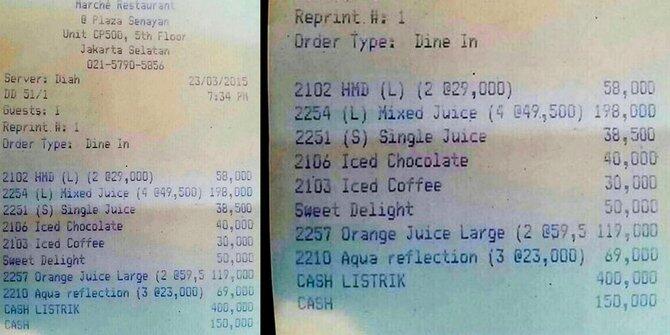 Marché Restaurant
@ Plaza Senayan
Unit CP500, 5th Floor
Jakarta Selatan
021-5790-5856
Server: Diah 23/03/2015
DD 51/1 7:34 PM
Guests: 1
Reprint #: 1
Order Type: Dine In
2102 HMD (L) (2 @29,000) 58,000
2254 (L) Mixed Juice (4 @49,500) 198,000
2251 (S) Single Juice 38,500
2106 Iced Chocolate 40,000
2103 Iced Coffee 30,000
Sweet Delight 50,000
2257 Orange Juice Large (2 @59,5 119,000
2210 Aqua reflection (3 @23,000) 69,000
CASH LISTRIK 400,000
CASH 150,000
Reprint #: 1
Order Type: Dine In
2102 HMD (L) (2 @29,000) 58,000
2254 (L) Mixed Juice (4 @49,500) 198,000
2251 (S) Single Juice 38,500
2106 Iced Chocolate 40,000
2103 Iced Coffee 30,000
Sweet Delight 50,000
2257 Orange Juice Large (2 @59,5 119,000
2210 Aqua reflection (3 @23,000) 69,000
CASH LISTRIK 400,000
CASH 150,000